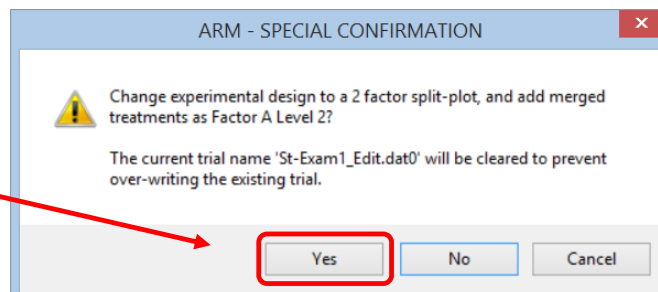 ARM - SPECIAL CONFIRMATION
Change experimental design to a 2 factor split-plot, and add merged
treatments as Factor A Level 2?
The current trial name 'St-Exam1_Edit.dat0' will be cleared to prevent
over-writing the existing trial.
Yes No Cancel